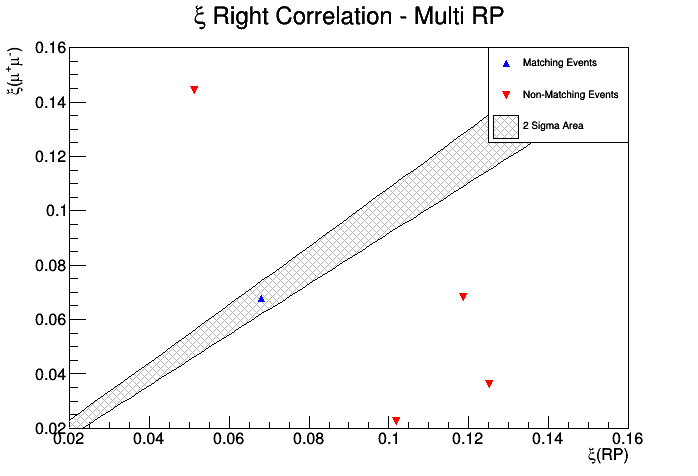 ξ Right Correlation - Multi RP
ξ(μ⁺μ⁻)
0.16
0.14
0.12
0.1
0.08
0.06
0.04
0.02
Matching Events
Non-Matching Events
2 Sigma Area
0.02 0.04 0.06 0.08 0.1 0.12 0.14 0.16
ξ(RP)